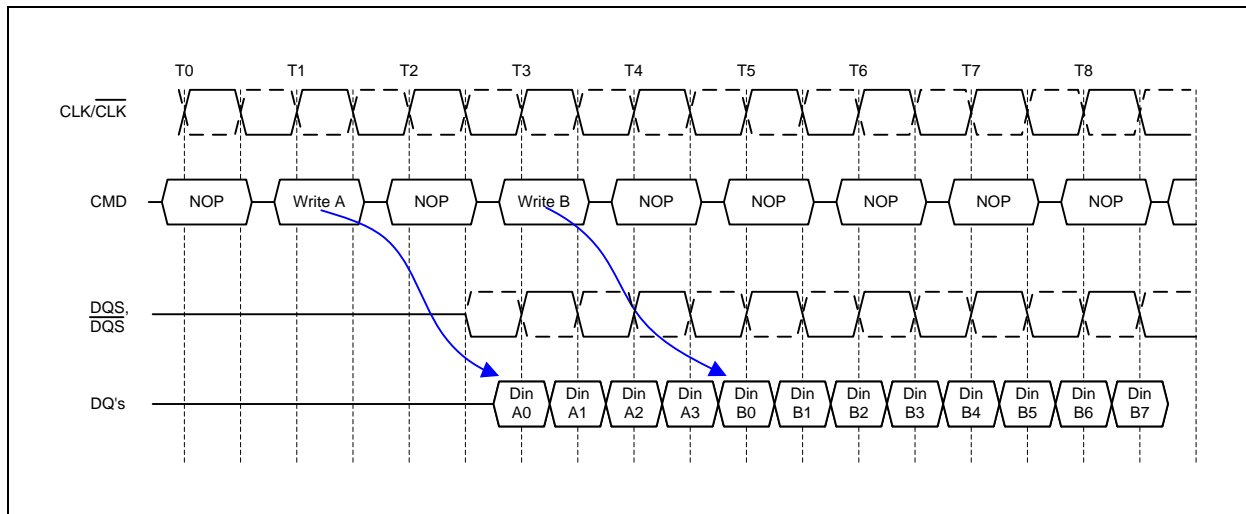 T0 T1 T2 T3 T4 T5 T6 T7 T8
CLK/CLK
CMD NOP Write A NOP Write B NOP NOP NOP NOP NOP
DQS,
DQS
DQ's Din A0 Din A1 Din A2 Din A3 Din B0 Din B1 Din B2 Din B3 Din B4 Din B5 Din B6 Din B7